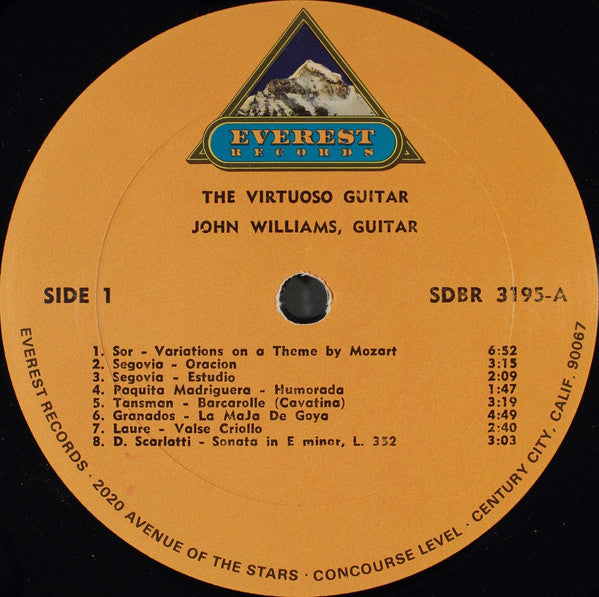 EVEREST
RECORDS
THE VIRTUOSO GUITAR
JOHN WILLIAMS, GUITAR
SIDE 1
SDBR 3195-A
1. Sor - Variations on a Theme by Mozart 6:52
2. Segovia - Oracion 3:15
3. Segovia - Estudio 2:09
4. Paquita Madriguera - Humorada 1:47
5. Tansman - Barcarolle (Cavatina) 3:19
6. Granados - La MaJa De Goya 4:49
7. Laure - Valse Criollo 2:40
8. D. Scarlatti - Sonata in E minor, L. 352 3:03
EVEREST RECORDS · 2020 AVENUE OF THE STARS · CONCOURSE LEVEL · CENTURY CITY, CALIF. 90067